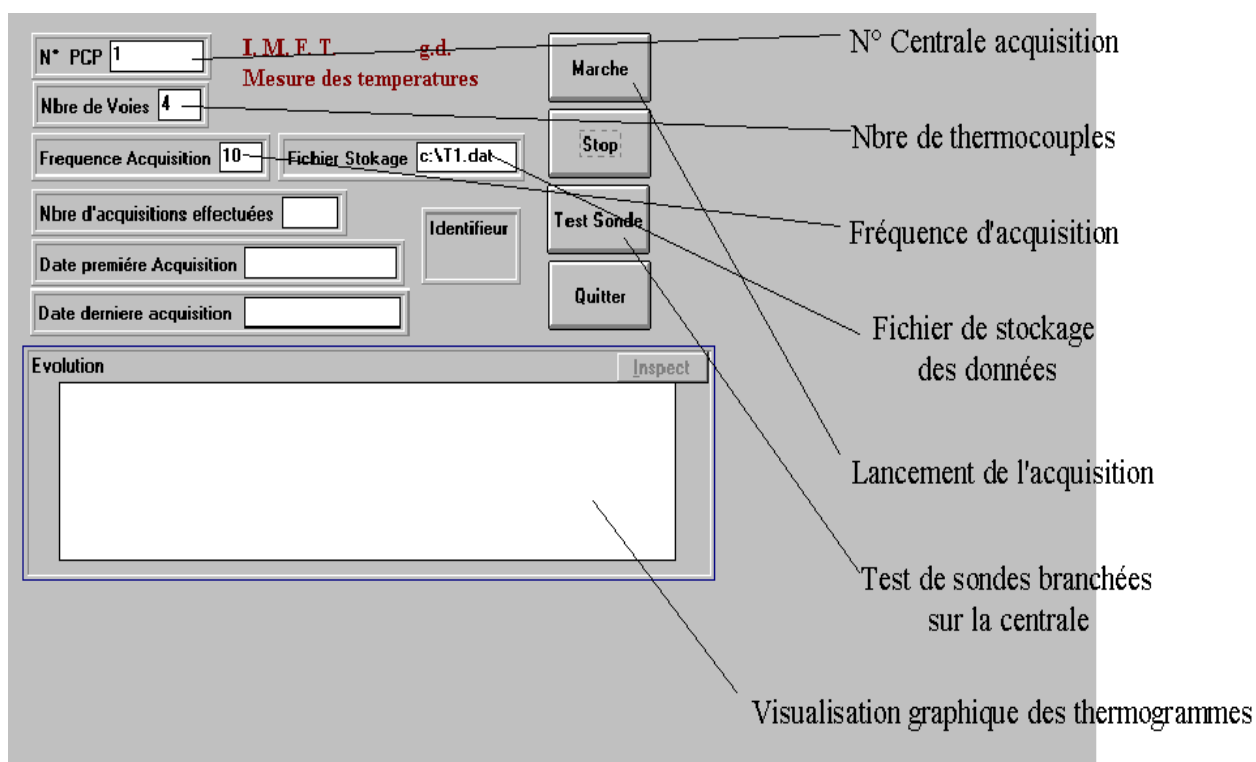 N° PCP 1
I. M. F. T. g.d.
Mesure des temperatures
Marche
N° Centrale acquisition
Nbre de Voies 4
Stop
Nbre de thermocouples
Frequence Acquisition 10
Fichier Stokage c:\T1.dat
Nbre d'acquisitions effectuées
Identifieur
Test Sonde
Fréquence d'acquisition
Date premiére Acquisition
Quitter
Date derniere acquisition
Fichier de stockage
des données
Evolution
Inspect
Lancement de l'acquisition
Test de sondes branchées
sur la centrale
Visualisation graphique des thermogrammes